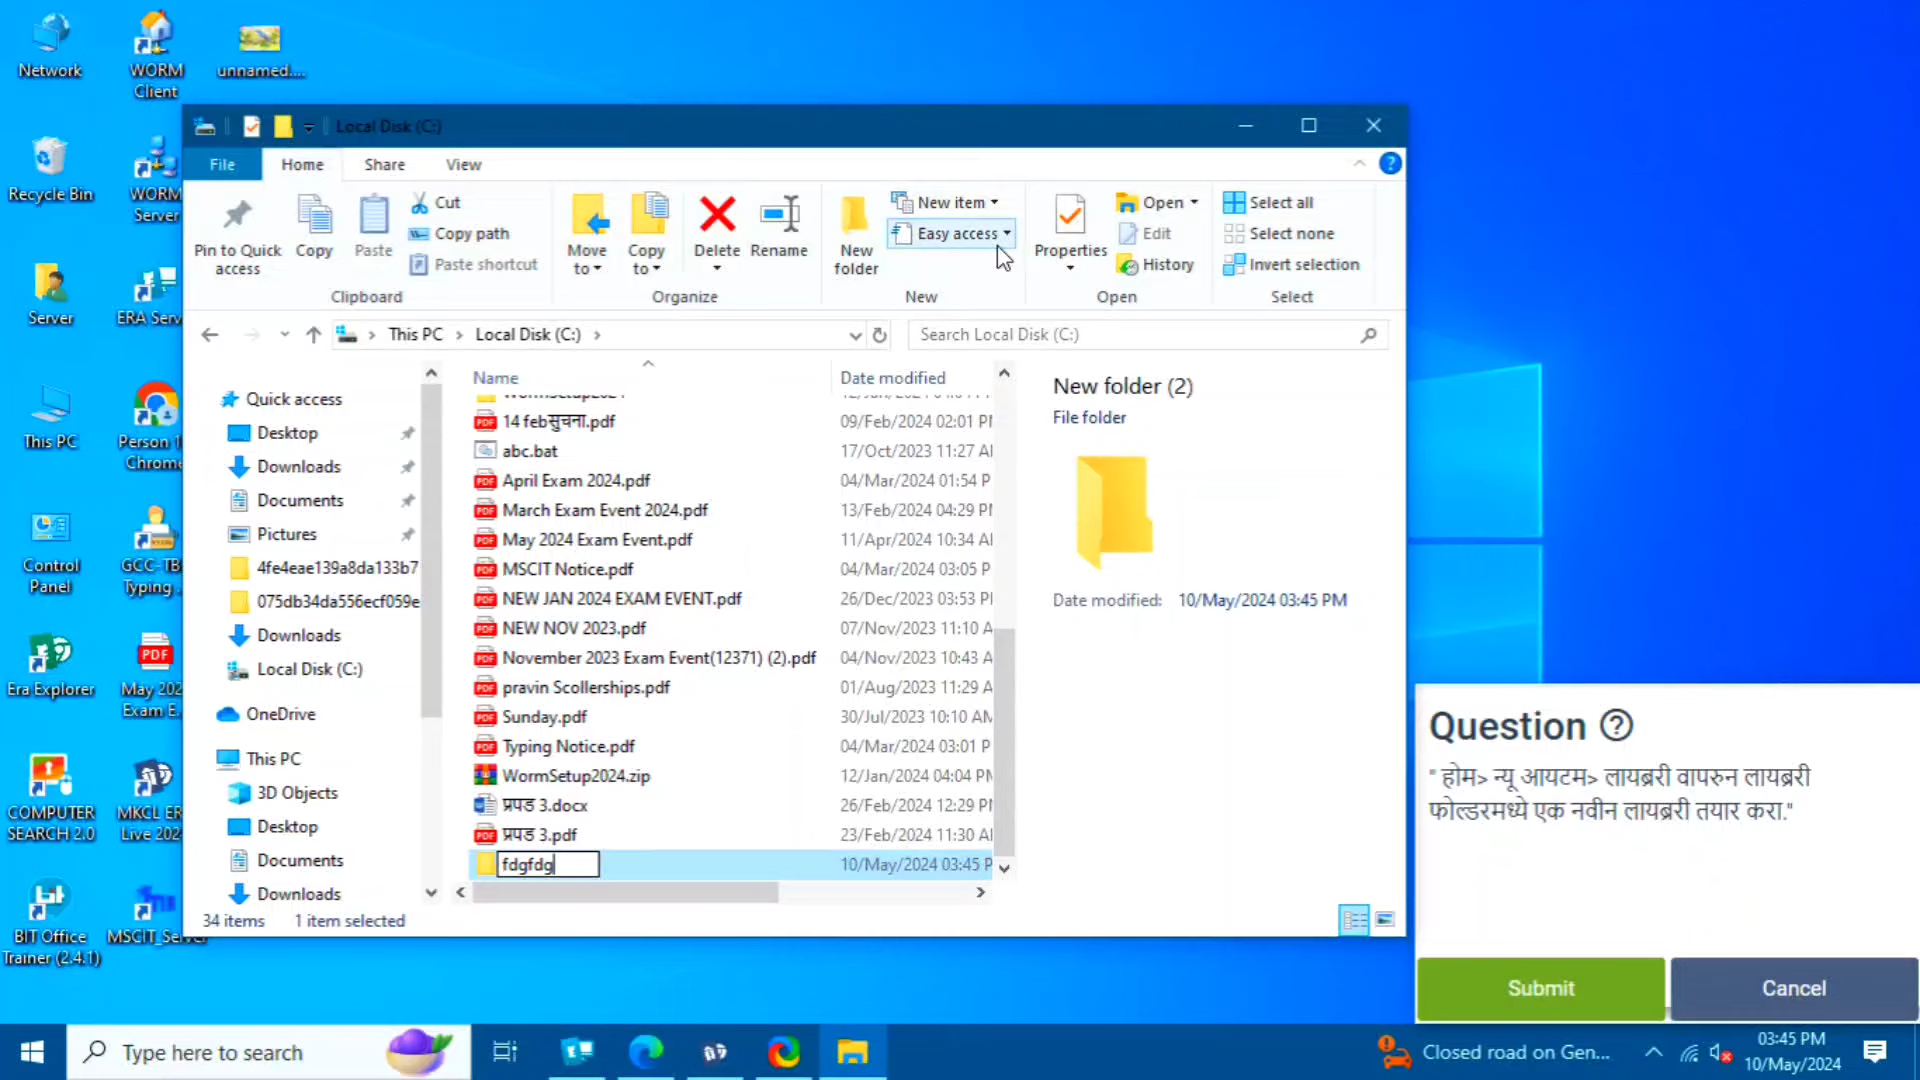 Network
WORM
Client
unnamed....
Recycle Bin
WORM
Server
Server
ERA Serv
This PC
Person 1
Chrome
Control
Panel
GCC-TB
Typing
Era Explorer
May 202
Exam E.
COMPUTER
SEARCH 2.0
MKCL ER
Live 202
BIT Office
Trainer (2.4.1)
MSCIT_Server
Local Disk (C:)
File Home Share View
Pin to Quick
access
Copy
Paste
Cut
Copy path
Paste shortcut
Clipboard
Move
to
Copy
to
Delete
Rename
Organize
New
folder
New item
Easy access
New
Properties
Open
Edit
History
Open
Select all
Select none
Invert selection
Select
This PC > Local Disk (C:) >
Search Local Disk (C:)
Quick access
Desktop
Downloads
Documents
Pictures
4fe4eae139a8da133b7
075db34da556ecf059e
Downloads
Local Disk (C:)
OneDrive
This PC
3D Objects
Desktop
Documents
Downloads
Name Date modified
14 febसुचना.pdf 09/Feb/2024 02:01 PM
abc.bat 17/Oct/2023 11:27 A
April Exam 2024.pdf 04/Mar/2024 01:54 P
March Exam Event 2024.pdf 13/Feb/2024 04:29 PM
May 2024 Exam Event.pdf 11/Apr/2024 10:34 A
MSCIT Notice.pdf 04/Mar/2024 03:05 P
NEW JAN 2024 EXAM EVENT.pdf 26/Dec/2023 03:53 P
NEW NOV 2023.pdf 07/Nov/2023 11:10 A
November 2023 Exam Event(12371) (2).pdf 04/Nov/2023 10:43 A
pravin Scollerships.pdf 01/Aug/2023 11:29 A
Sunday.pdf 30/Jul/2023 10:10 AM
Typing Notice.pdf 04/Mar/2024 03:01 P
WormSetup2024.zip 12/Jan/2024 04:04 PM
प्रपड 3.docx 26/Feb/2024 12:29 P
प्रपड 3.pdf 23/Feb/2024 11:30 A
fdgfdg 10/May/2024 03:45 P
New folder (2)
File folder
Date modified: 10/May/2024 03:45 PM
34 items 1 item selected
Question
" होम> न्यू आयटम> लायब्ररी वापरुन लायब्ररी
फोल्डरमध्ये एक नवीन लायब्ररी तयार करा."
Submit Cancel
Type here to search
Closed road on Gen...
03:45 PM
10/May/2024